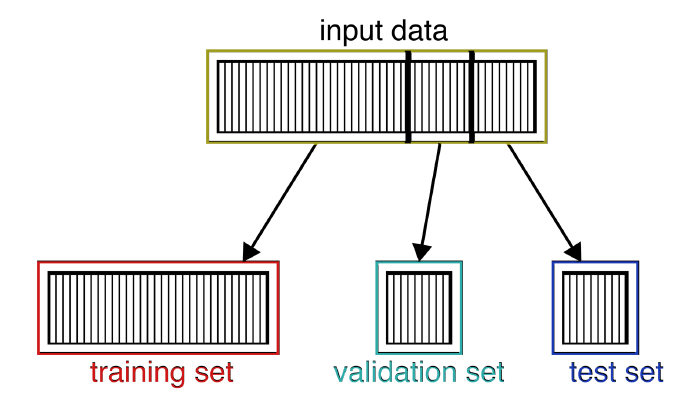 input data
training set
validation set
test set